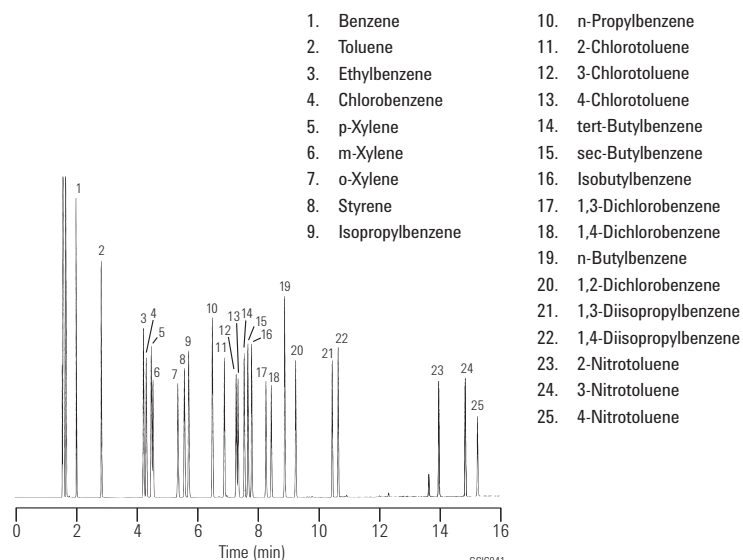 1. Benzene
2. Toluene
3. Ethylbenzene
4. Chlorobenzene
5. p-Xylene
6. m-Xylene
7. o-Xylene
8. Styrene
9. Isopropylbenzene
10. n-Propylbenzene
11. 2-Chlorotoluene
12. 3-Chlorotoluene
13. 4-Chlorotoluene
14. tert-Butylbenzene
15. sec-Butylbenzene
16. Isobutylbenzene
17. 1,3-Dichlorobenzene
18. 1,4-Dichlorobenzene
19. n-Butylbenzene
20. 1,2-Dichlorobenzene
21. 1,3-Diisopropylbenzene
22. 1,4-Diisopropylbenzene
23. 2-Nitrotoluene
24. 3-Nitrotoluene
25. 4-Nitrotoluene
1 2 3 4 5 6 7 8 9 10 11 12 13 14 15 16 17 18 19 20 21 22 23 24 25
0 2 4 6 8 10 12 14 16
Time (min)